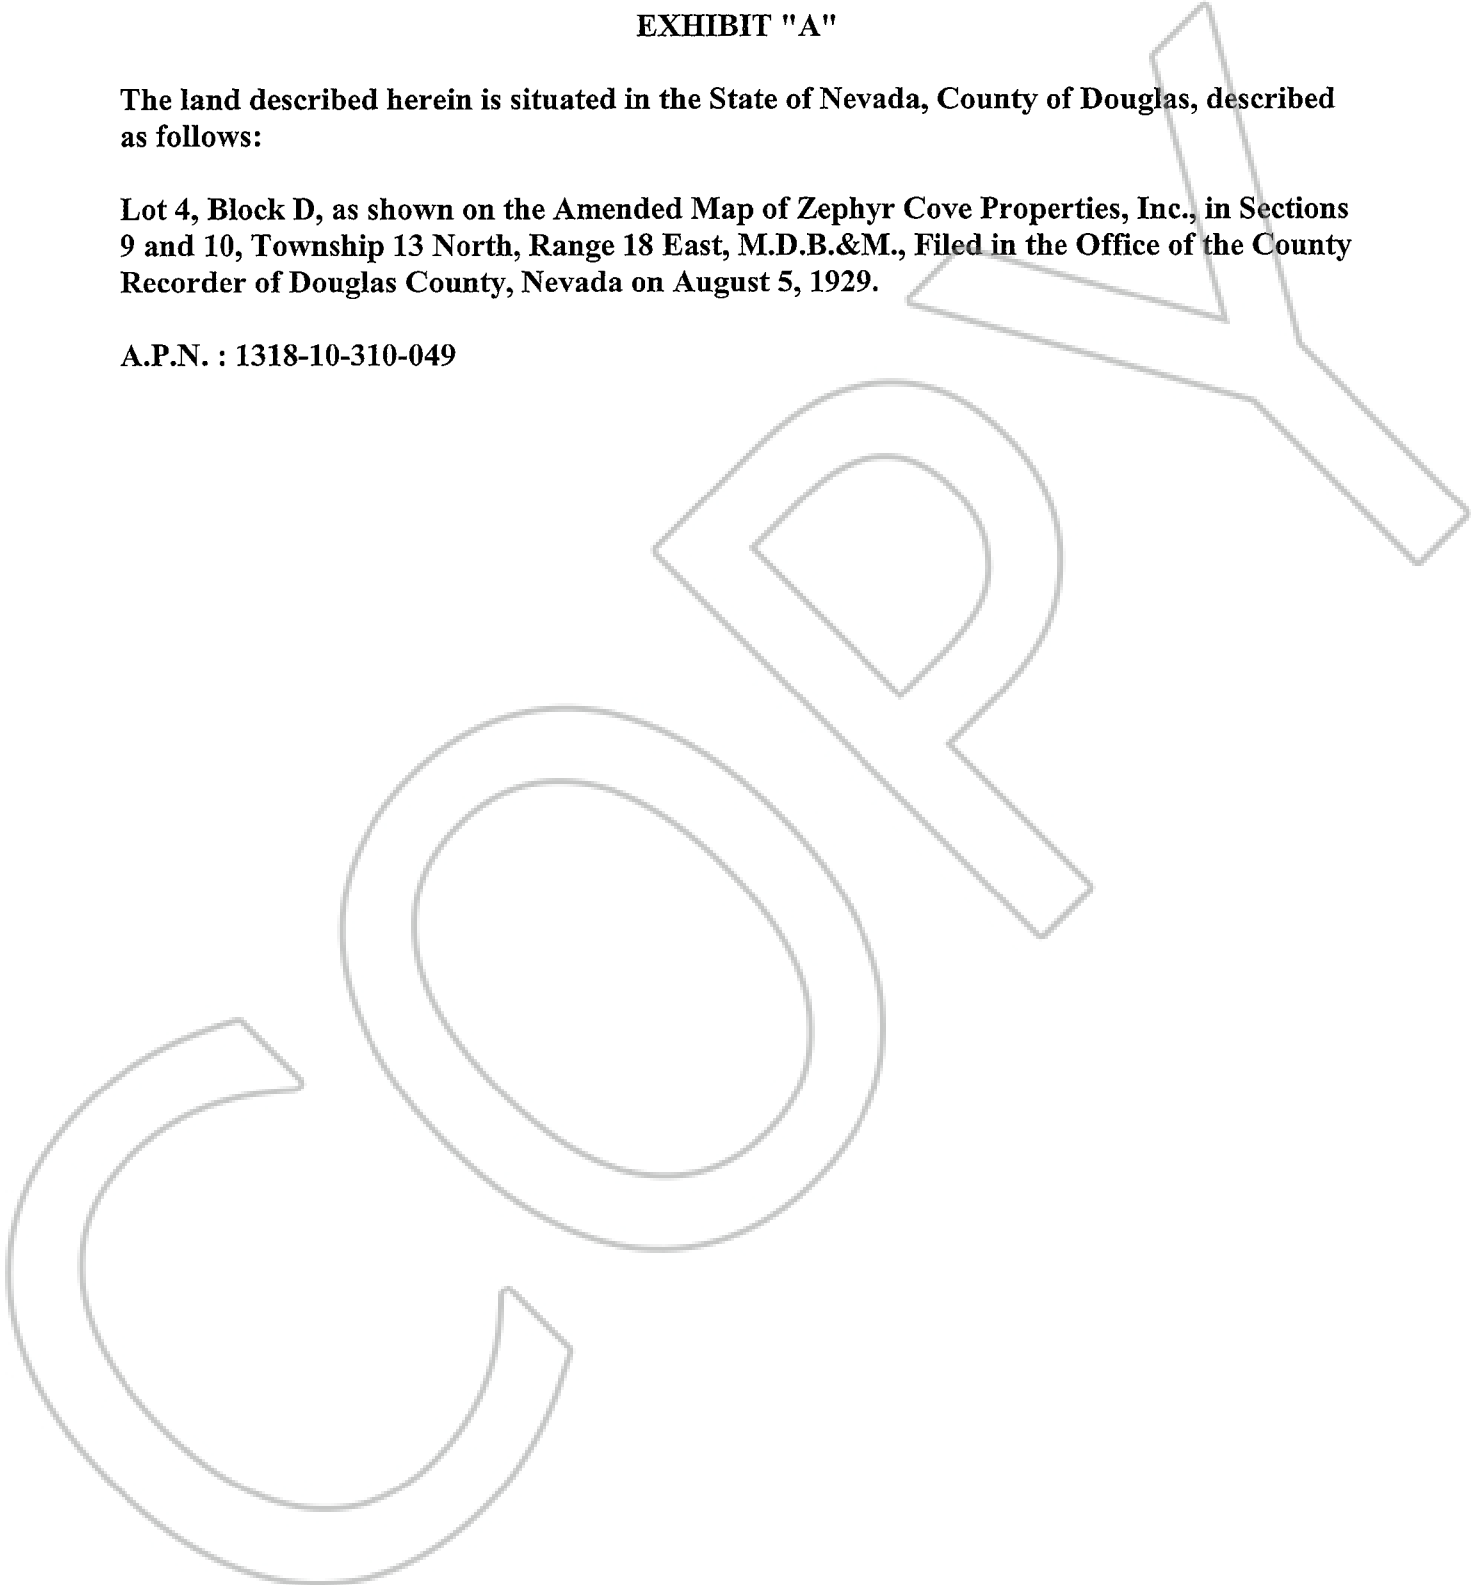 EXHIBIT "A"
The land described herein is situated in the State of Nevada, County of Douglas, described
as follows:
Lot 4, Block D, as shown on the Amended Map of Zephyr Cove Properties, Inc., in Sections
9 and 10, Township 13 North, Range 18 East, M.D.B.&M., Filed in the Office of the County
Recorder of Douglas County, Nevada on August 5, 1929.
A.P.N. : 1318-10-310-049
COPY